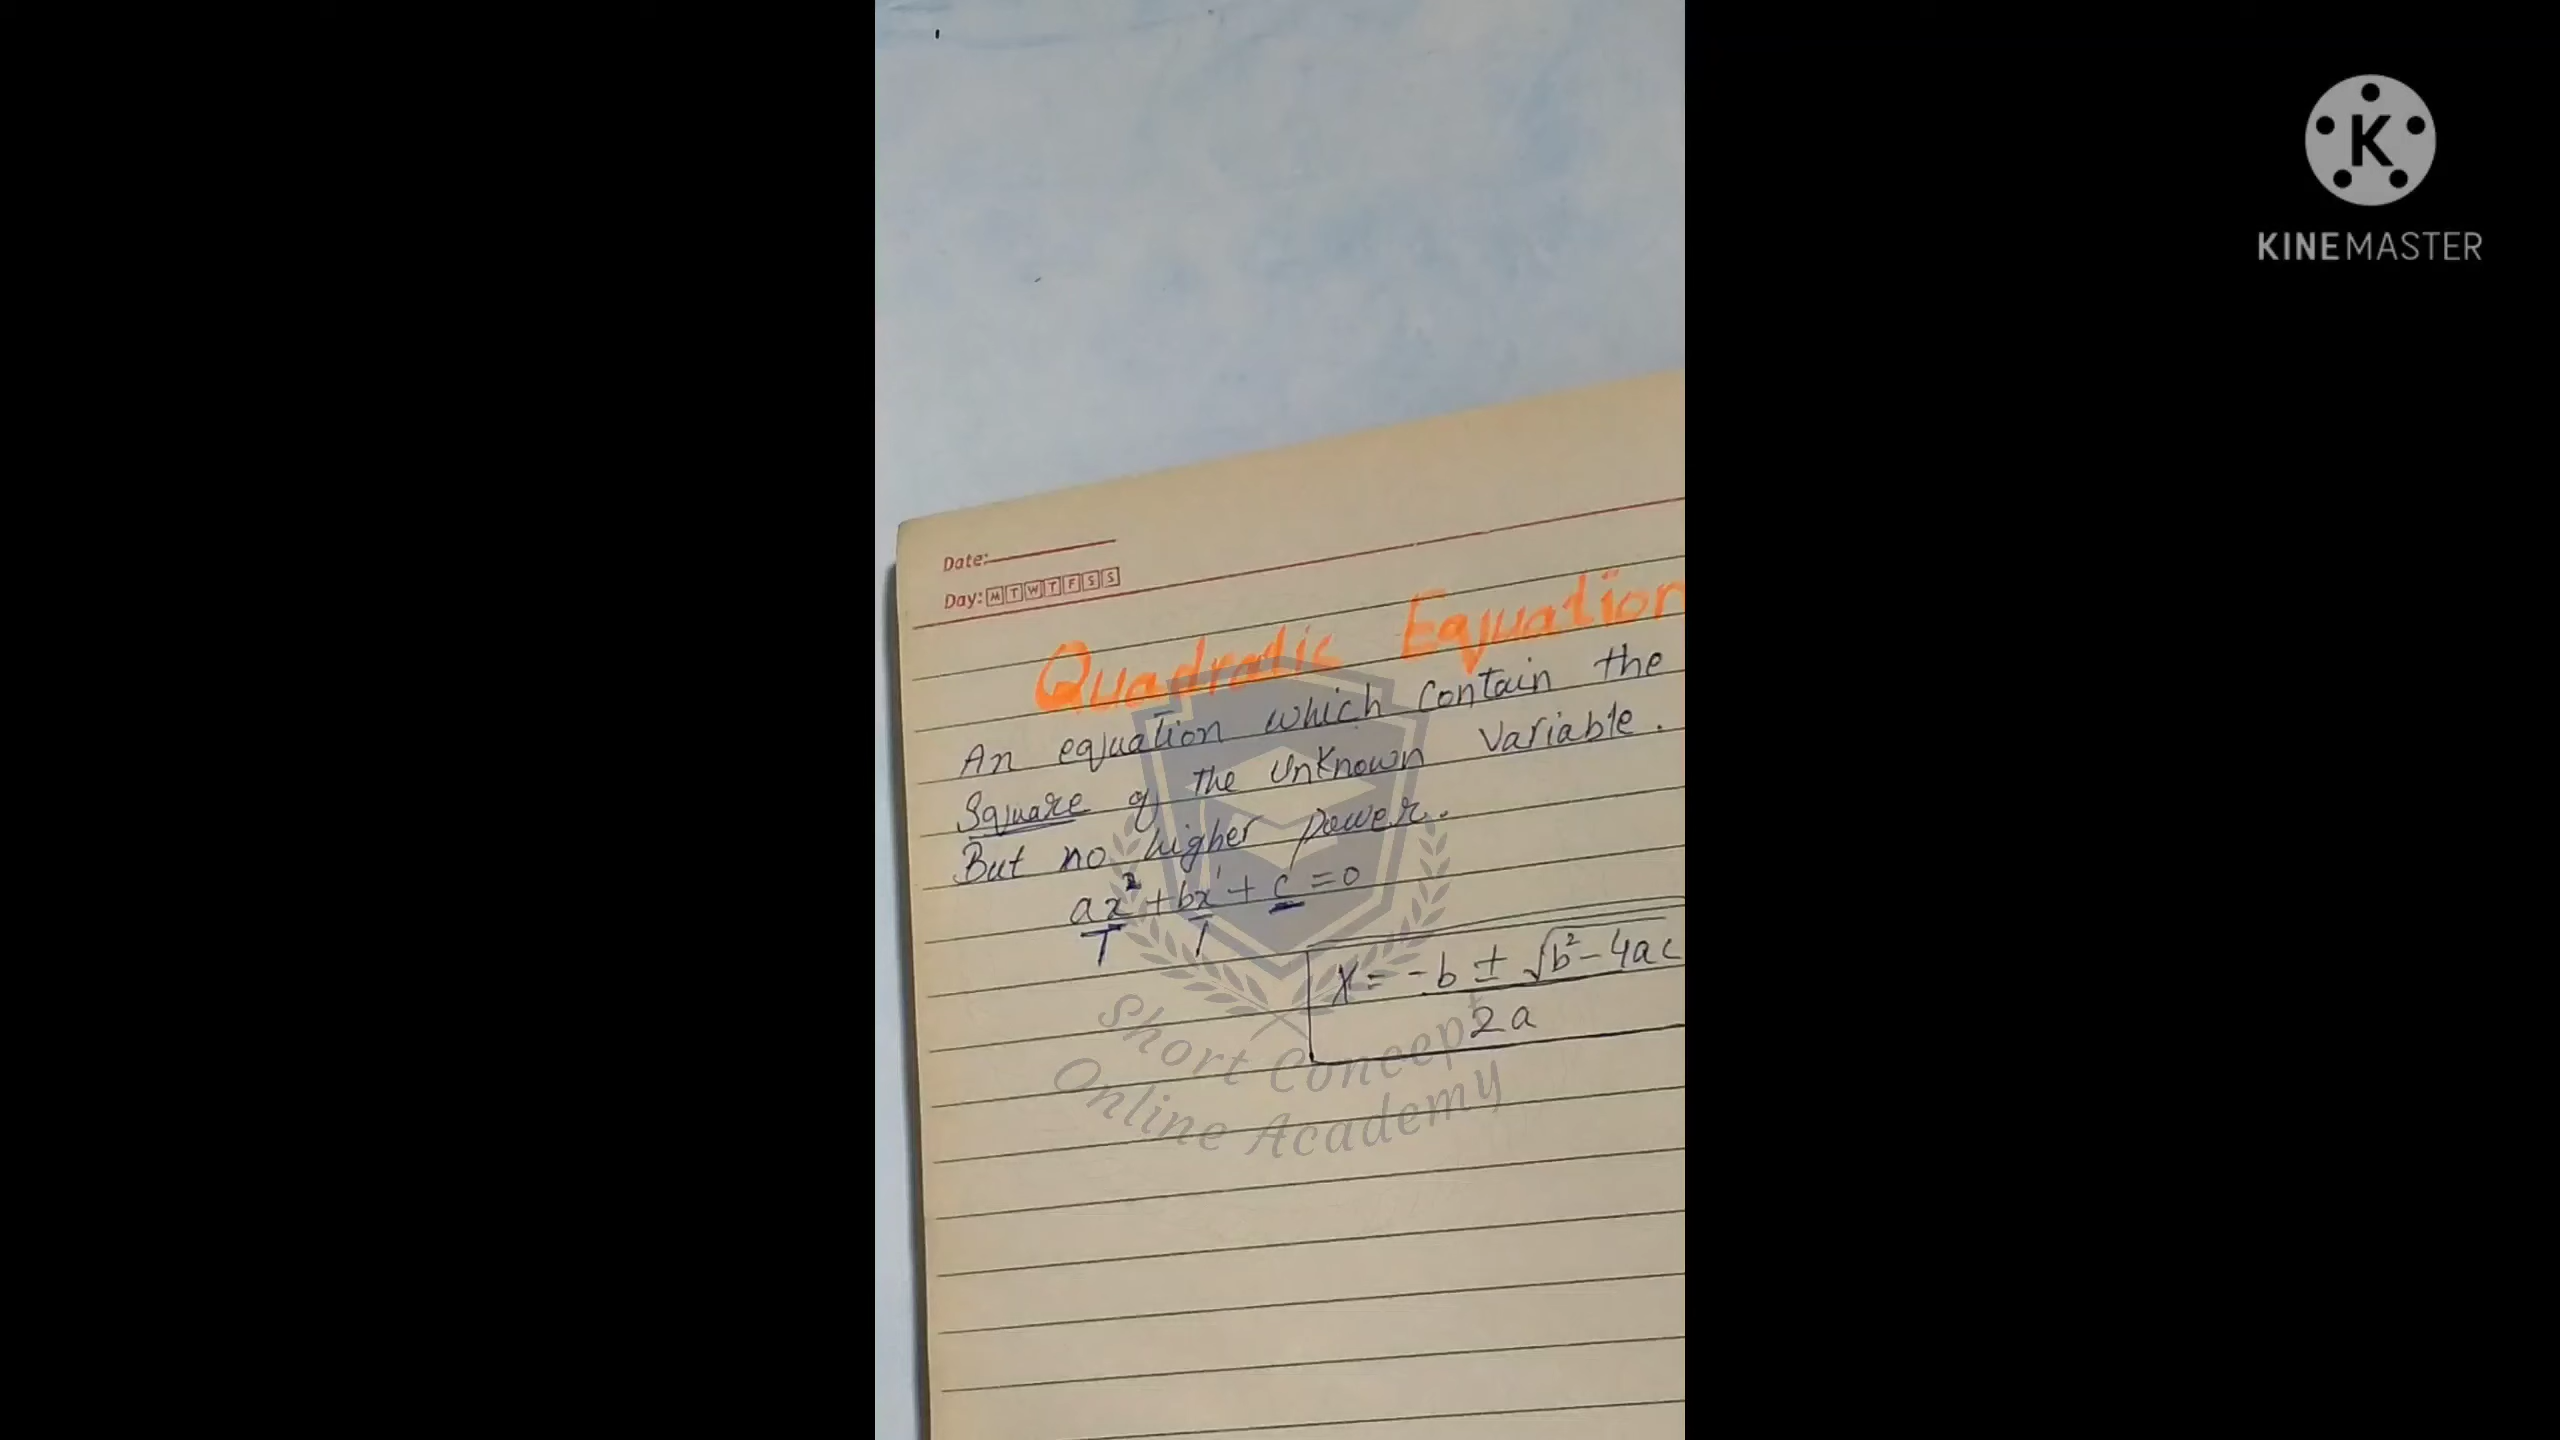 KINEMASTER
Date:
Day: M T W T F S S
Quadratic Equation
An equation which contain the
Square of the unknown variable.
But no higher power.
ax² + bx¹ + c = 0
x = -b ± √b² - 4ac
2a
Short Concept
Online Academy